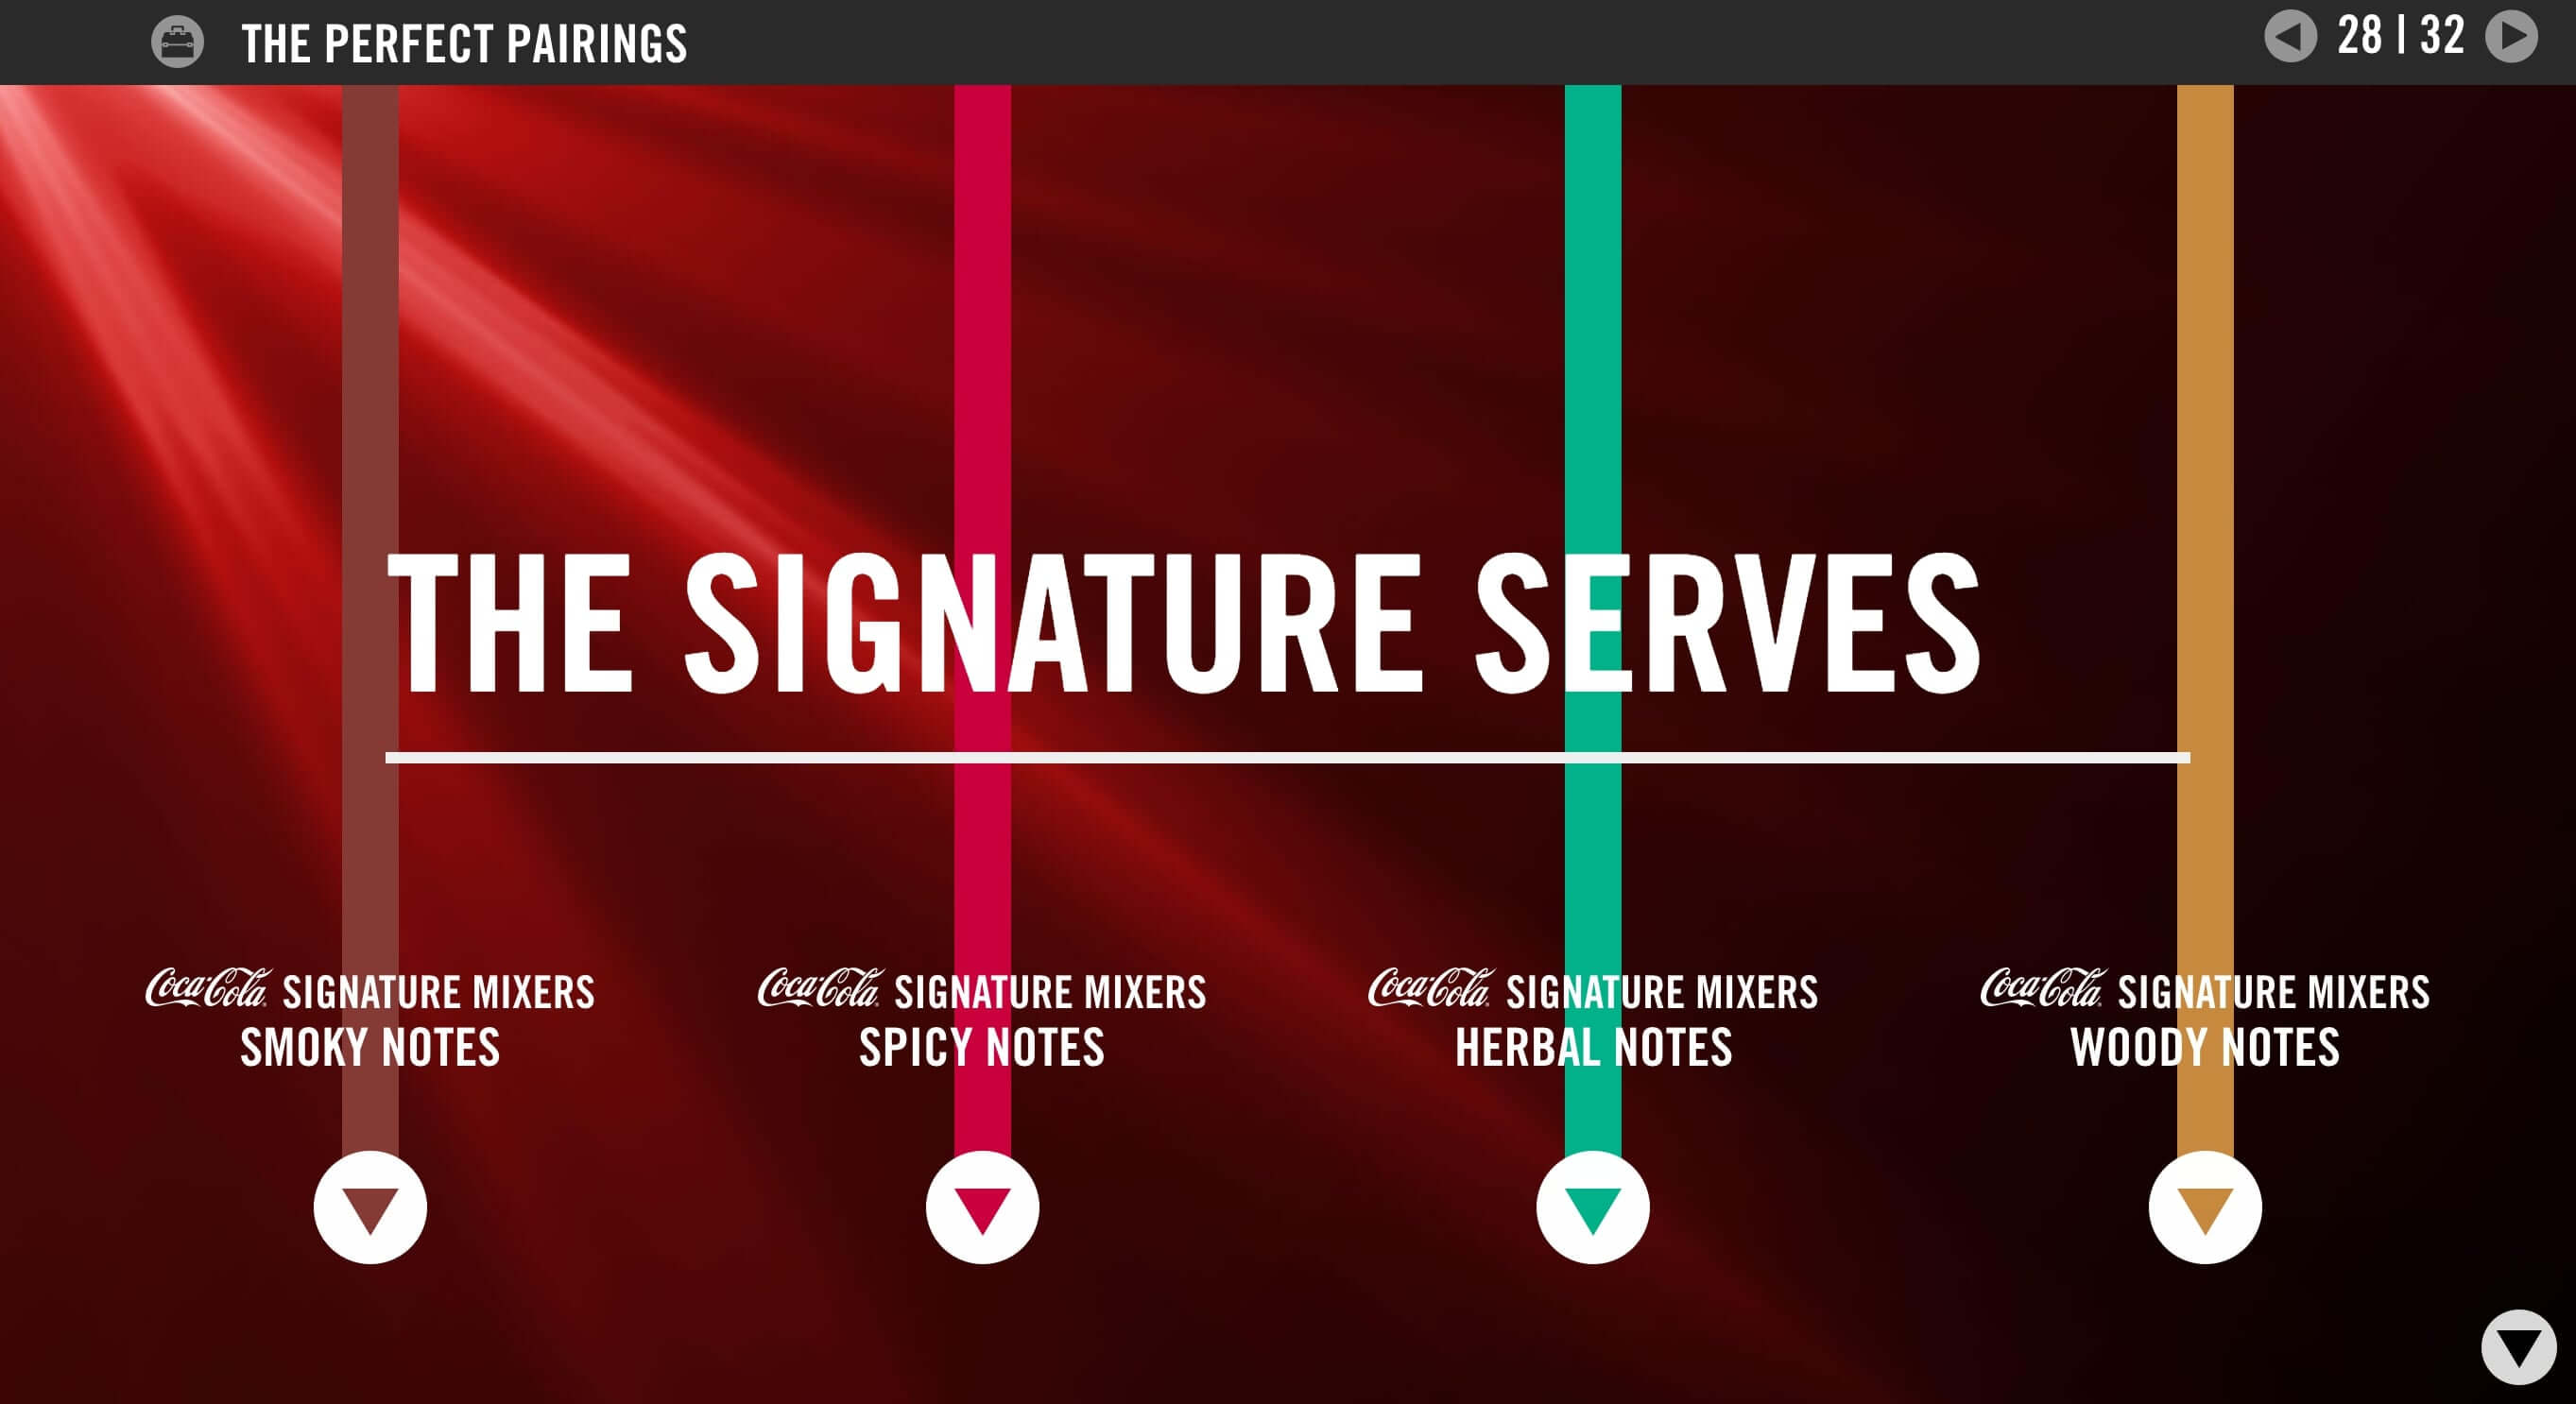 THE PERFECT PAIRINGS
28 | 32
THE SIGNATURE SERVES
Coca-Cola SIGNATURE MIXERS
SMOKY NOTES
Coca-Cola SIGNATURE MIXERS
SPICY NOTES
Coca-Cola SIGNATURE MIXERS
HERBAL NOTES
Coca-Cola SIGNATURE MIXERS
WOODY NOTES